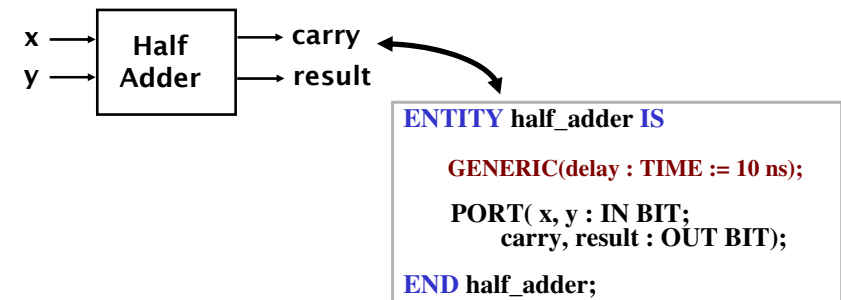 x
y
Half
Adder
carry
result
ENTITY half_adder IS
GENERIC(delay : TIME := 10 ns);
PORT( x, y : IN BIT;
carry, result : OUT BIT);
END half_adder;